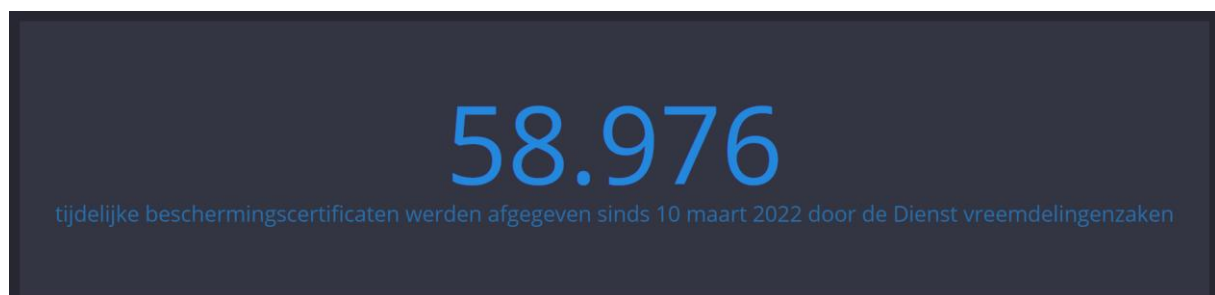 58.976
tijdelijke beschermingscertificaten werden afgegeven sinds 10 maart 2022 door de Dienst vreemdelingenzaken